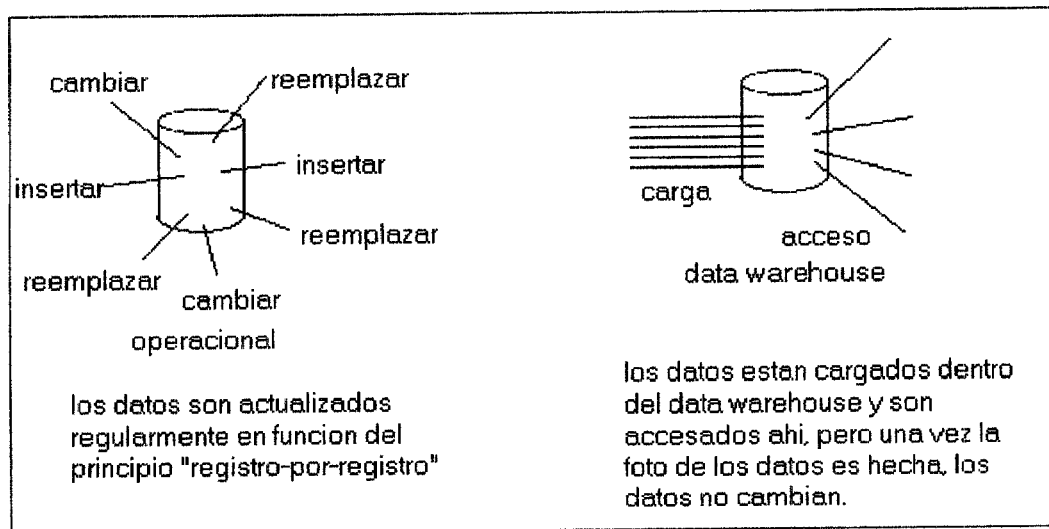 cambiar
reemplazar
insertar
insertar
reemplazar
reemplazar
cambiar
operacional
los datos son actualizados
regularmente en funcion del
principio "registro-por-registro"
carga
acceso
data warehouse
los datos estan cargados dentro
del data warehouse y son
accesados ahi, pero una vez la
foto de los datos es hecha, los
datos no cambian.